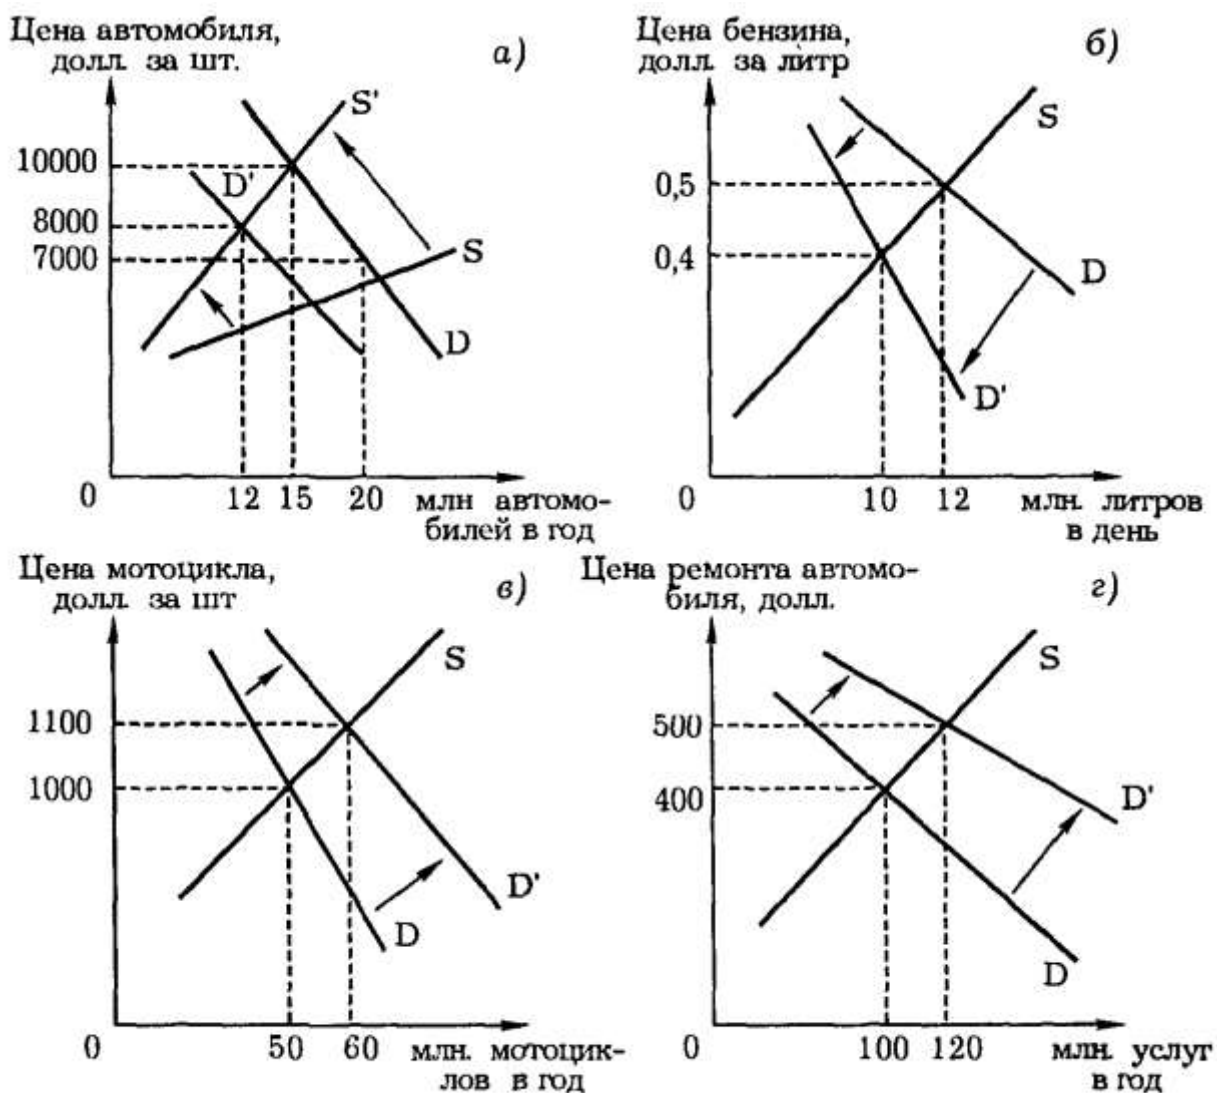 Цена автомобиля,
долл. за шт.
а)
S'
10000
D'
8000
7000
S
D
0
12
15
20
млн автомо-
билей в год
Цена бензина,
долл. за литр
б)
S
0,5
0,4
D
D'
0
10
12
млн. литров
в день
Цена мотоцикла,
долл. за шт
в)
S
1100
1000
D'
D
0
50
60
млн. мотоцик-
лов в год
Цена ремонта автомо-
биля, долл.
г)
S
500
400
D'
D
0
100
120
млн. услуг
в год